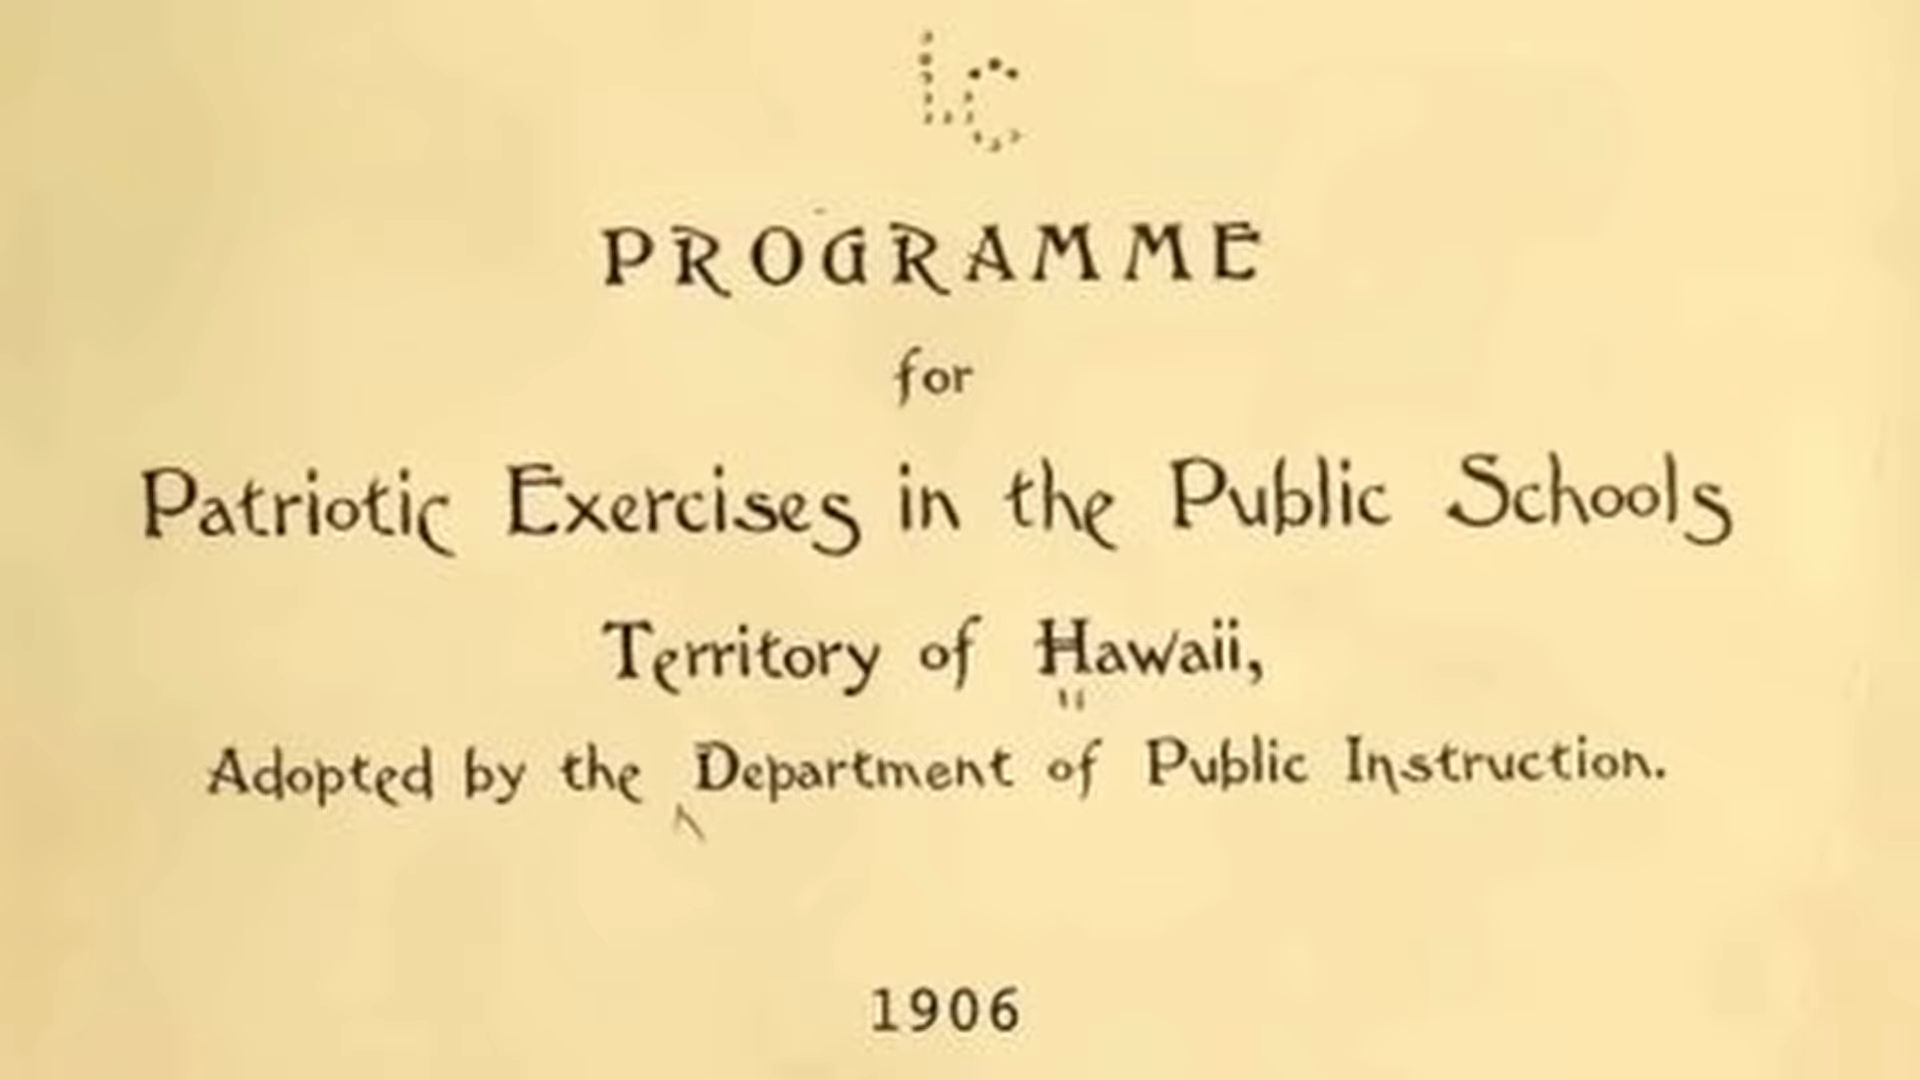 LC
PROGRAMME
for
Patriotic Exercises in the Public Schools
Territory of Hawaii,
Adopted by the Department of Public Instruction.
1906